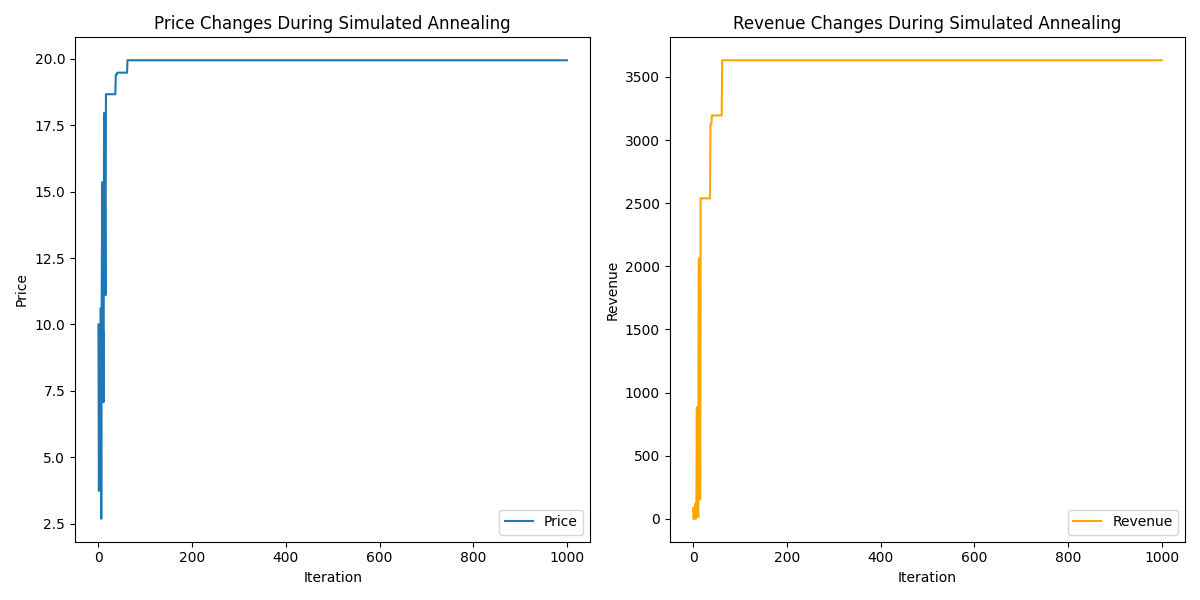 Price Changes During Simulated Annealing
20.0
17.5
15.0
12.5
10.0
7.5
5.0
2.5
Price
0 200 400 600 800 1000
Iteration
Price
Revenue Changes During Simulated Annealing
3500
3000
2500
2000
1500
1000
500
0
Revenue
0 200 400 600 800 1000
Iteration
Revenue